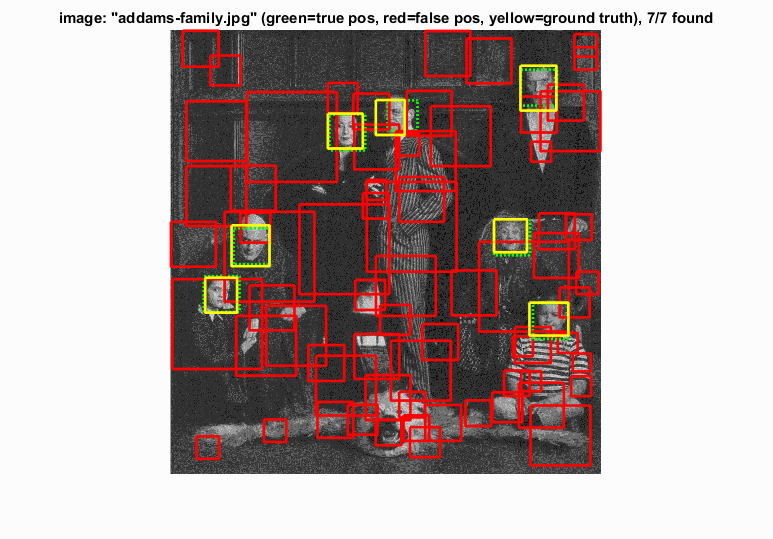 image: "addams-family.jpg" (green=true pos, red=false pos, yellow=ground truth), 7/7 found